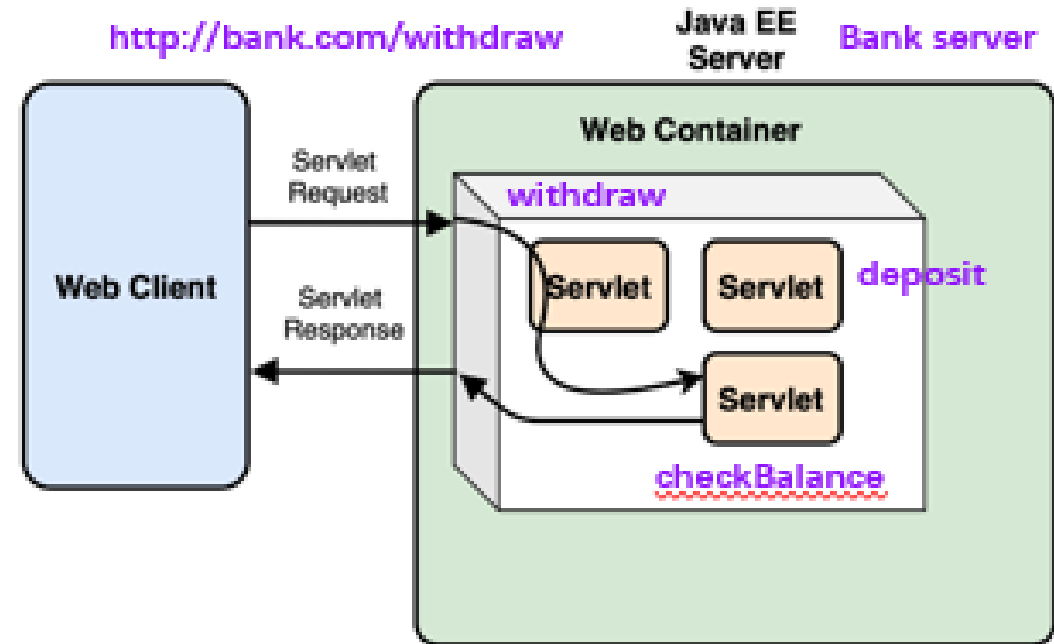 http://bank.com/withdraw
Java EE
Server
Bank server
Web Container
Servlet
Request
withdraw
Web Client
Servlet
Servlet
deposit
Servlet
Response
Servlet
checkBalance